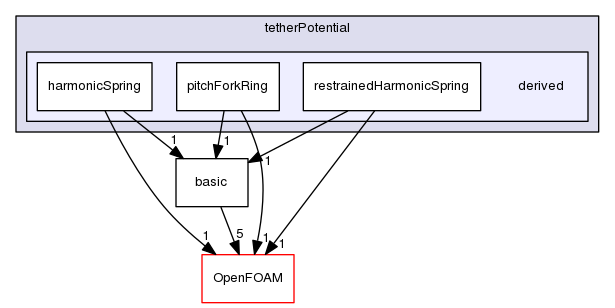 tetherPotential
harmonicSpring
pitchForkRing
restrainedHarmonicSpring
derived
1
1
1
basic
5
1
1
1
OpenFOAM